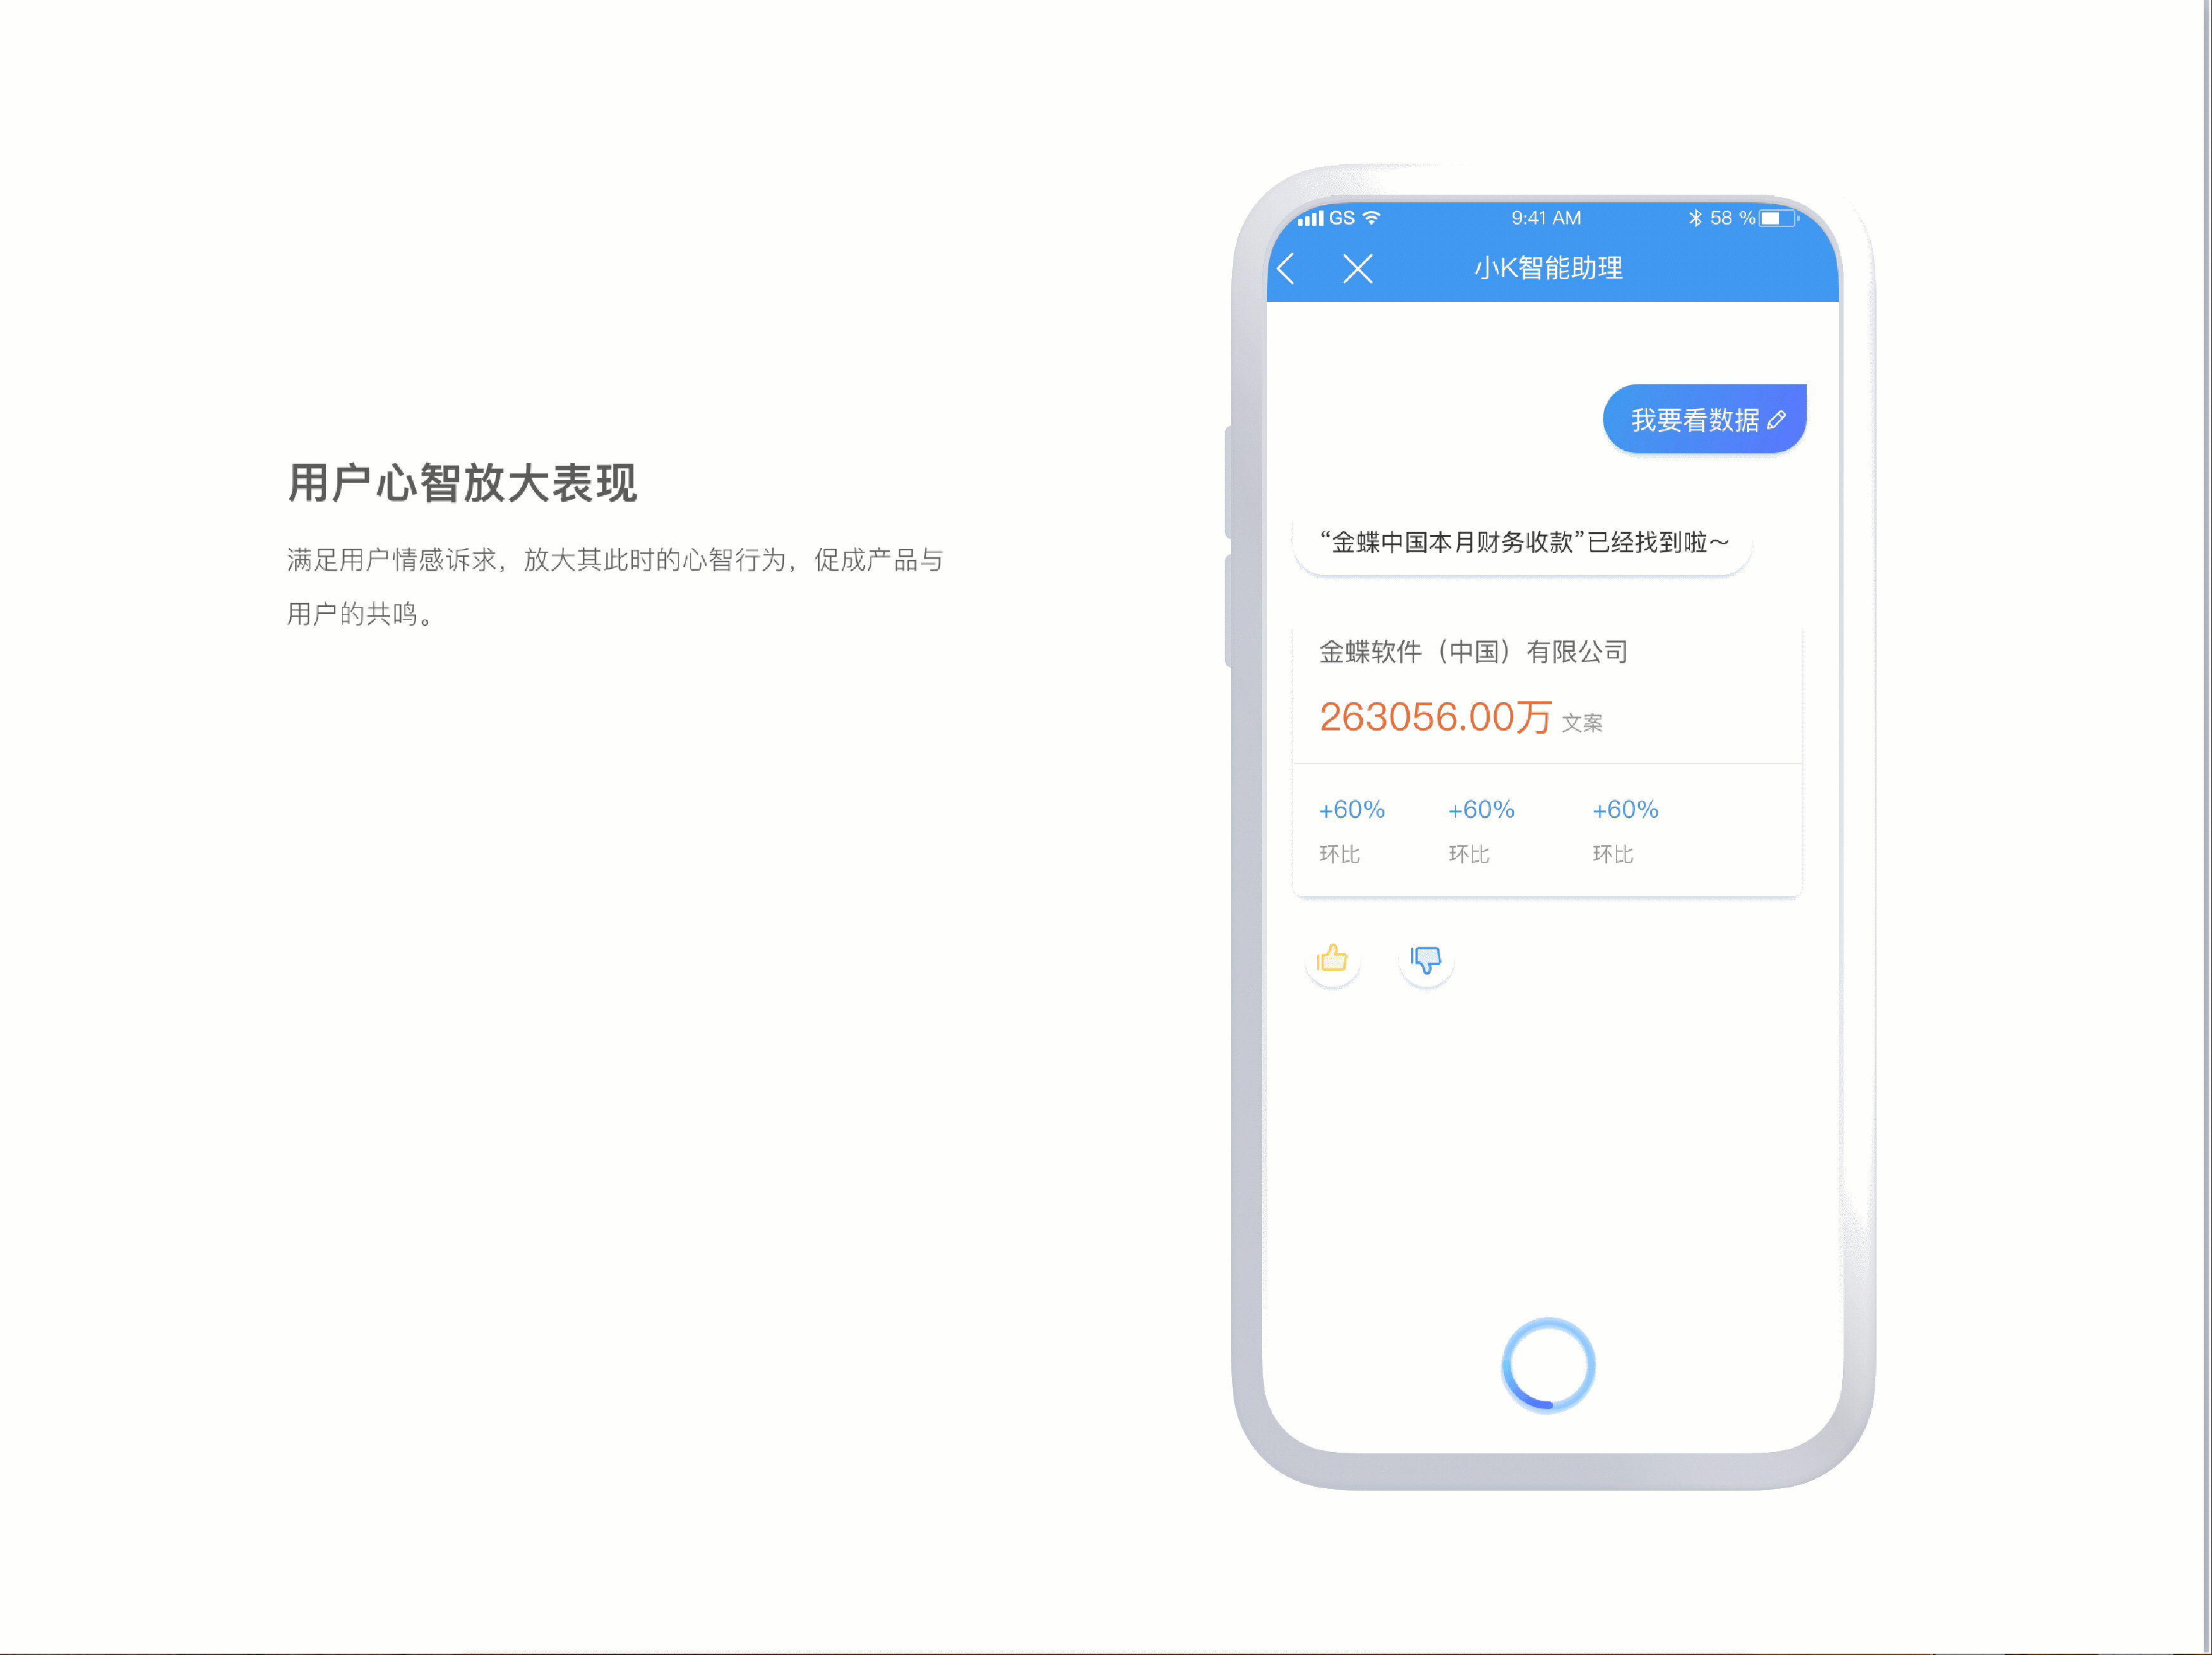 用户心智放大表现
满足用户情感诉求，放大其此时的心智行为，促成产品与
用户的共鸣。
GS 9:41 AM 58 %
小K智能助理
我要看数据
“金蝶中国本月财务收款”已经找到啦～
金蝶软件（中国）有限公司
263056.00万 文案
+60% +60% +60%
环比 环比 环比